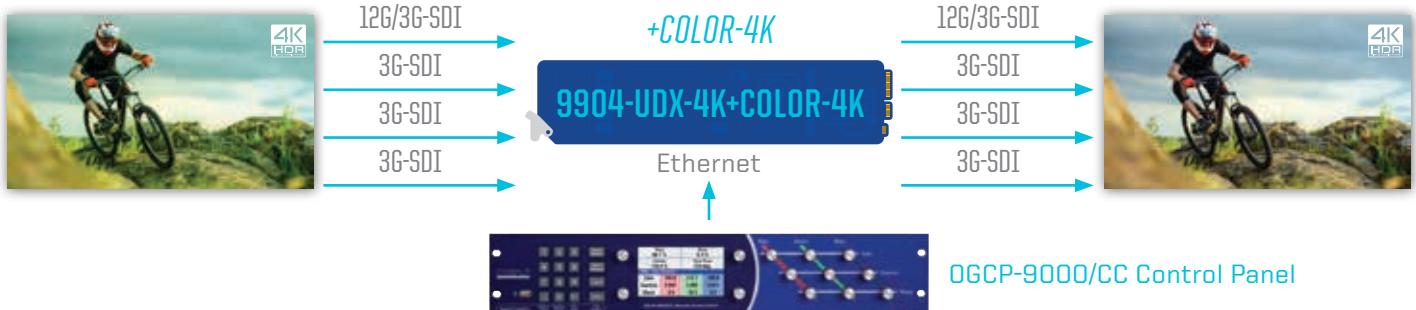 12G/3G-SDI
3G-SDI
3G-SDI
3G-SDI
4K
HDR
+COLOR-4K
9904-UDX-4K+COLOR-4K
Ethernet
12G/3G-SDI
3G-SDI
3G-SDI
3G-SDI
4K
HDR
OGCP-9000/CC Control Panel